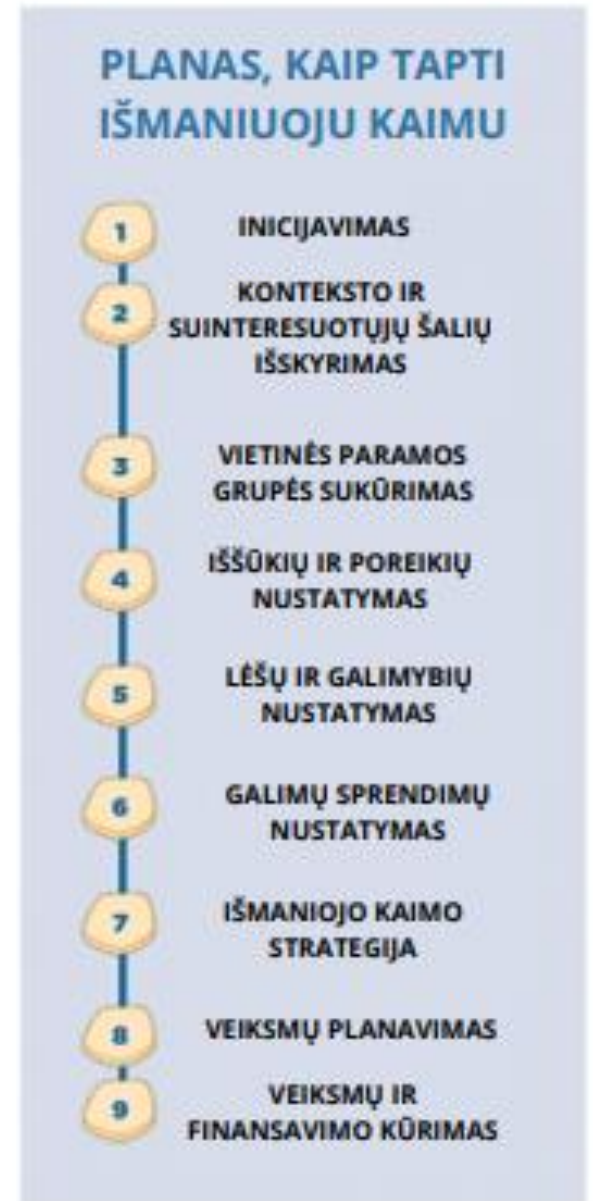 PLANAS, KAIP TAPTI
IŠMANIUOJU KAIMU
1
INICIJAVIMAS
2
KONTEKSTO IR
SUINTERESUOTŲJŲ ŠALIŲ
IŠSKYRIMAS
3
VIETINĖS PARAMOS
GRUPĖS SUKŪRIMAS
4
IŠŠŪKIŲ IR POREIKIŲ
NUSTATYMAS
5
LĖŠŲ IR GALIMYBIŲ
NUSTATYMAS
6
GALIMŲ SPRENDIMŲ
NUSTATYMAS
7
IŠMANIOJO KAIMO
STRATEGIJA
8
VEIKSMŲ PLANAVIMAS
9
VEIKSMŲ IR
FINANSAVIMO KŪRIMAS